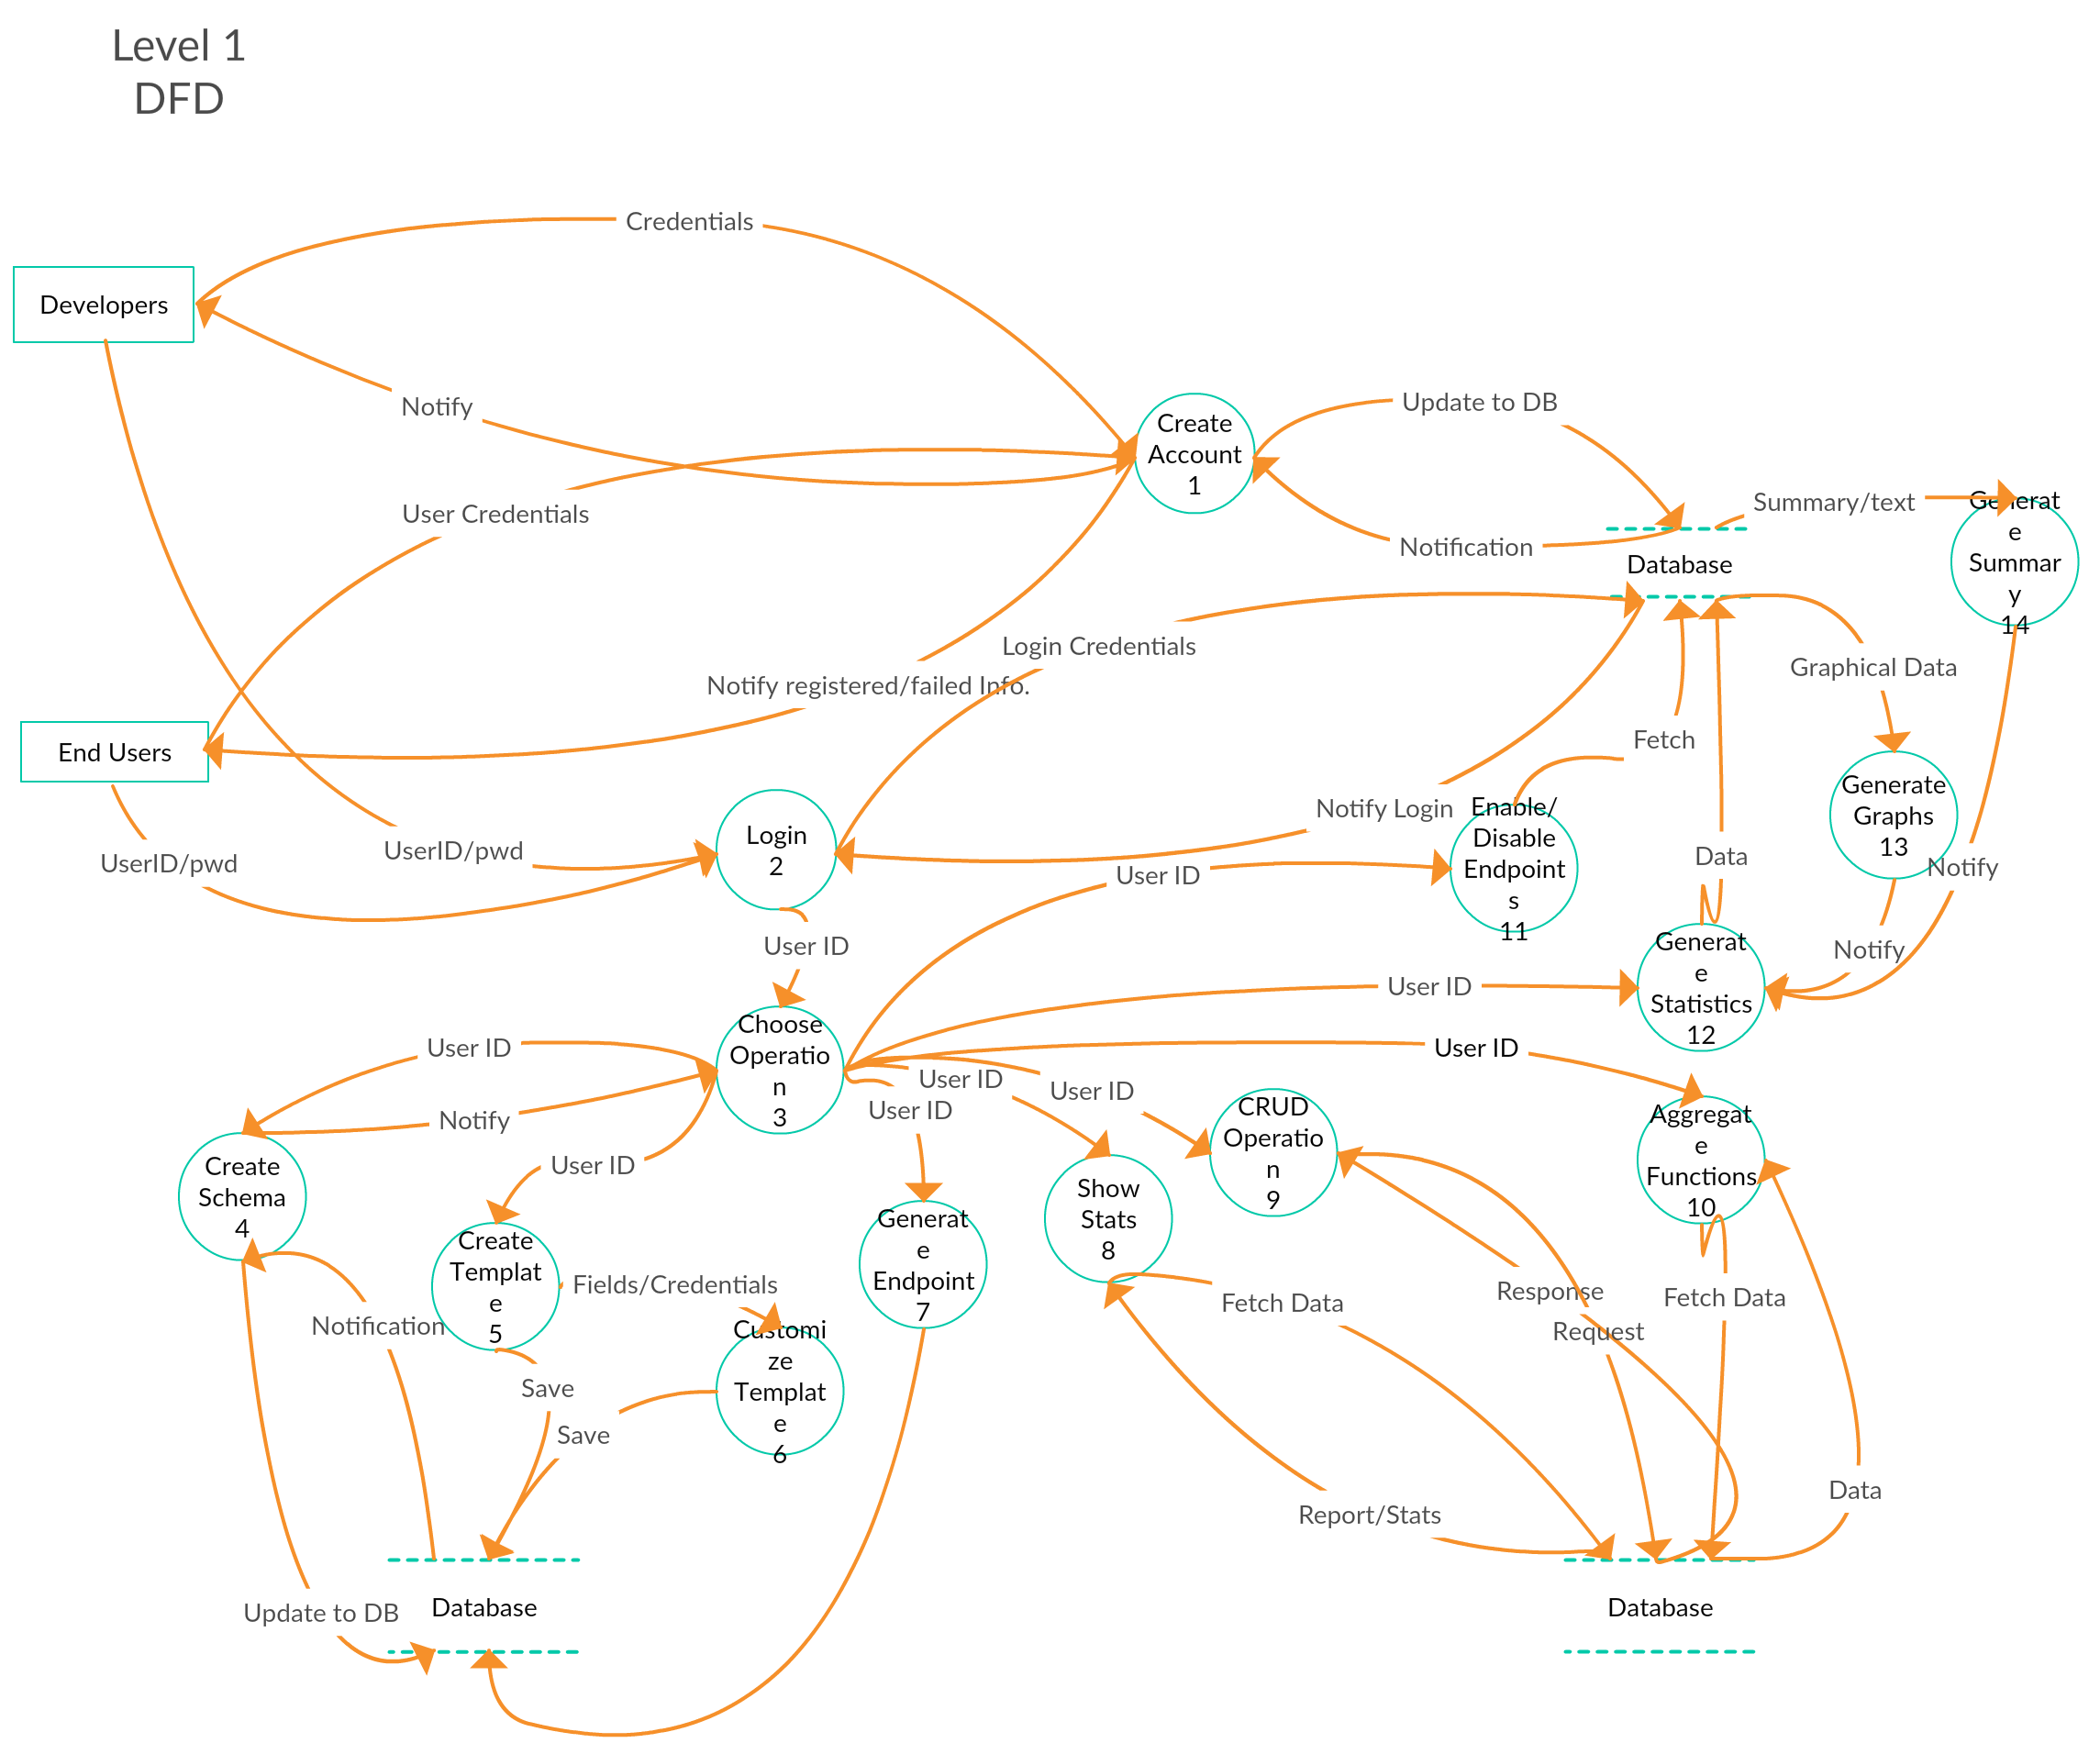 Level 1
DFD
Credentials
Developers
Notify
Update to DB
Create
Account
1
User Credentials
Summary/text
Generat
e
Summar
y
14
Notification
Database
Login Credentials
Notify registered/failed Info.
Graphical Data
Fetch
End Users
Generate
Graphs
13
Notify Login
Enable/
Disable
Endpoint
s
11
Login
2
UserID/pwd
UserID/pwd
Data
Notify
User ID
User ID
Notify
Generat
e
Statistics
12
User ID
Choose
Operatio
n
3
User ID
User ID
User ID
User ID
User ID
Notify
CRUD
Operatio
n
9
Aggregat
e
Functions
10
User ID
Create
Schema
4
Show
Stats
8
Generat
e
Endpoint
7
Create
Templat
e
5
Fields/Credentials
Response
Fetch Data
Fetch Data
Notification
Request
Customi
ze
Templat
e
6
Save
Save
Data
Report/Stats
Update to DB
Database
Database